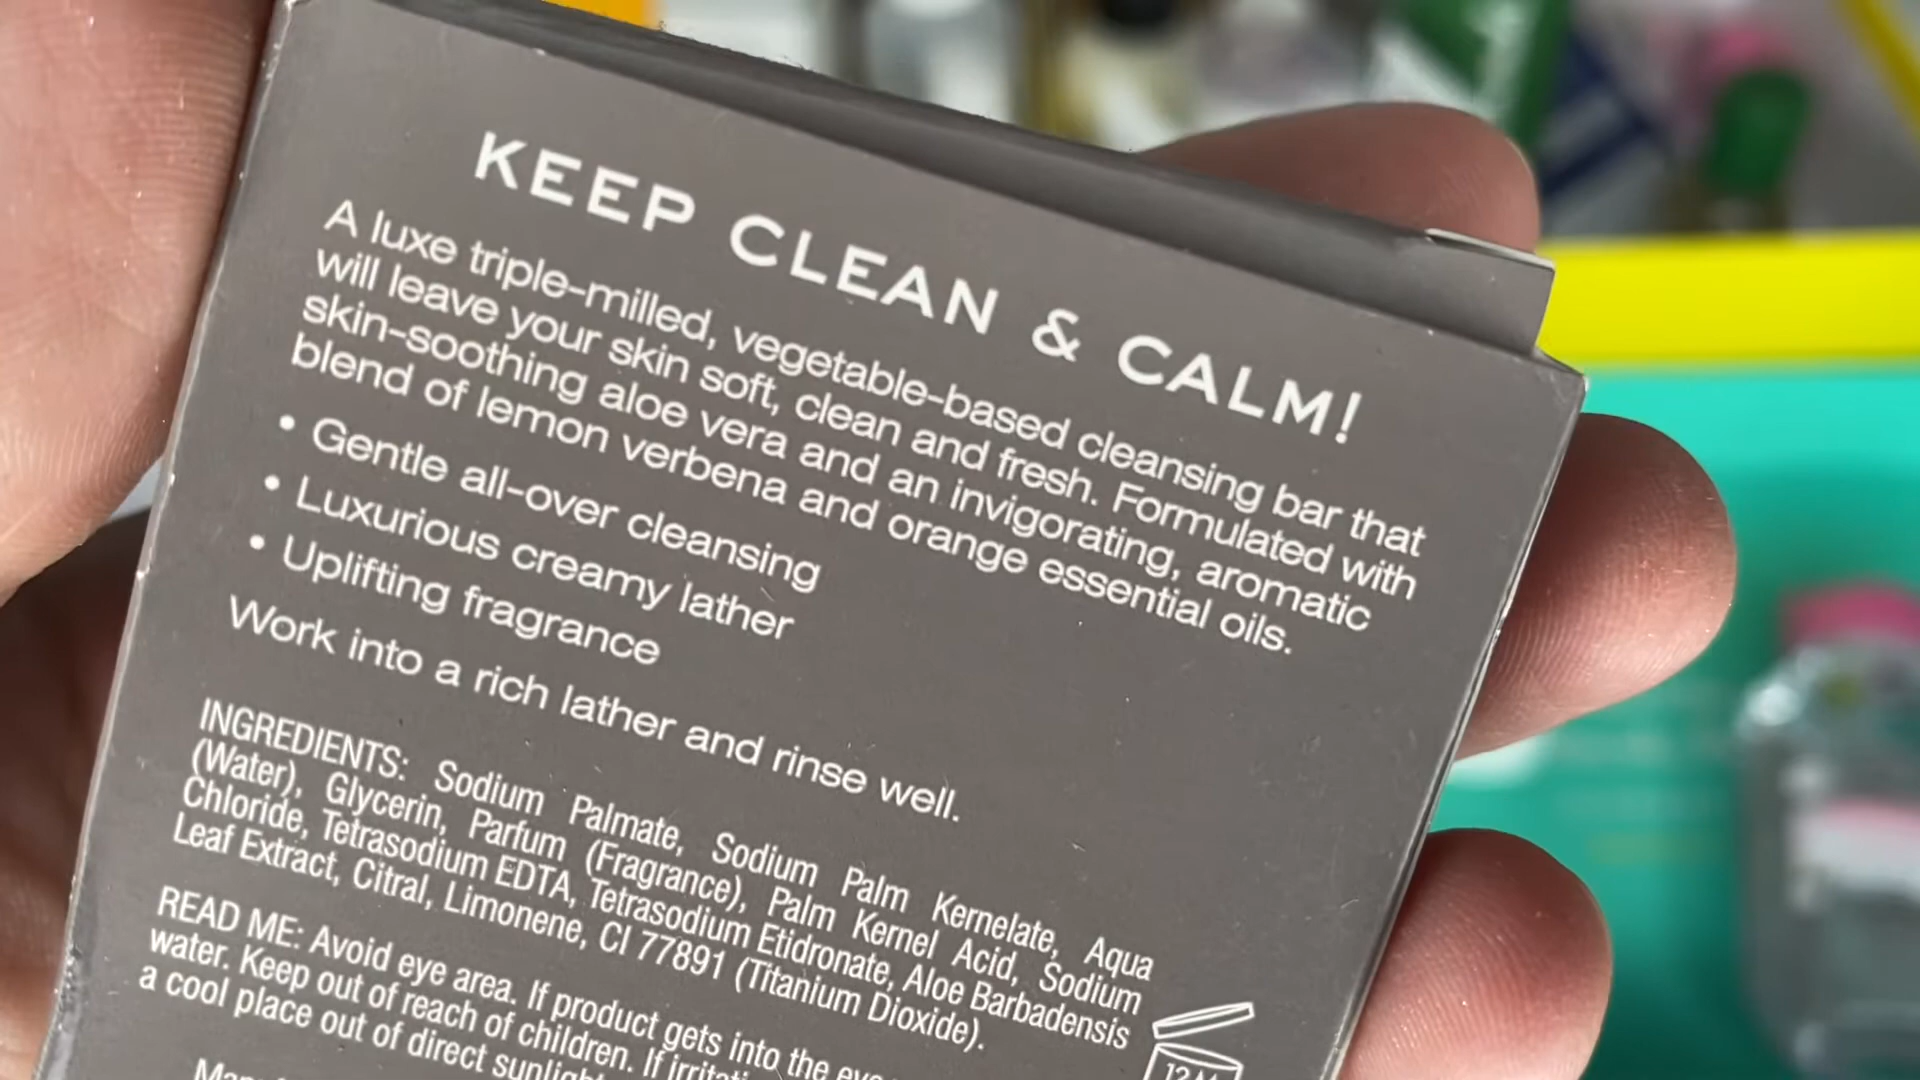 KEEP CLEAN & CALM!
A luxe triple-milled, vegetable-based cleansing bar that
will leave your skin soft, clean and fresh. Formulated with
skin-soothing aloe vera and an invigorating, aromatic
blend of lemon verbena and orange essential oils.
• Gentle all-over cleansing
• Luxurious creamy lather
• Uplifting fragrance
Work into a rich lather and rinse well.
INGREDIENTS: Sodium Palmate, Sodium Palm Kernelate, Aqua
(Water), Glycerin, Parfum (Fragrance), Palm Kernel Acid, Sodium
Chloride, Tetrasodium EDTA, Tetrasodium Etidronate, Aloe Barbadensis
Leaf Extract, Citral, Limonene, CI 77891 (Titanium Dioxide).
READ ME: Avoid eye area. If product gets into the
water. Keep out of reach of children. If
a cool place out of direct